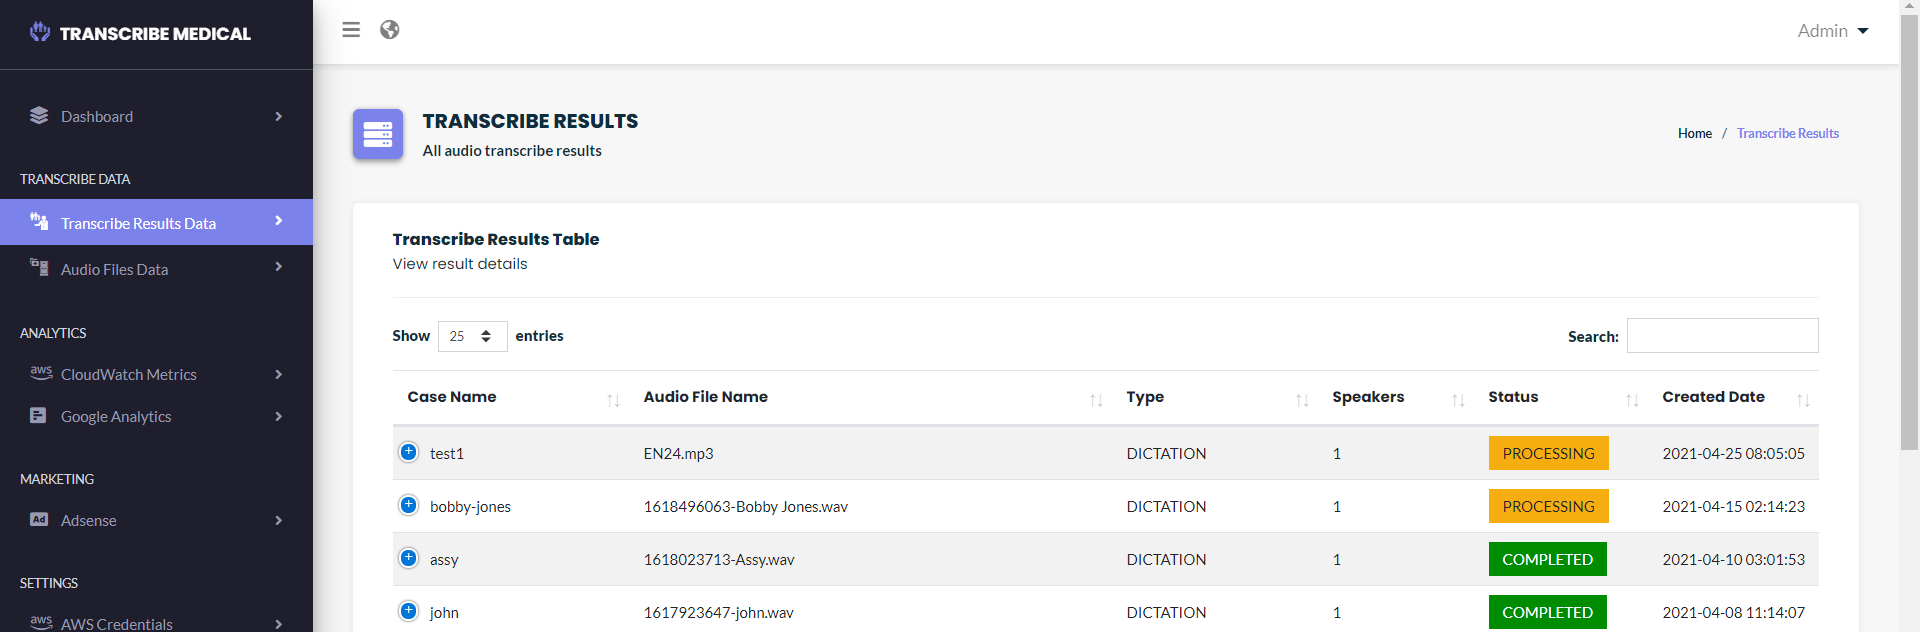 TRANSCRIBE MEDICAL
Admin
Dashboard
TRANSCRIBE DATA
Transcribe Results Data
Audio Files Data
ANALYTICS
aws CloudWatch Metrics
Google Analytics
MARKETING
Ad Adsense
SETTINGS
aws AWS Credentials
TRANSCRIBE RESULTS
All audio transcribe results
Home / Transcribe Results
Transcribe Results Table
View result details
Show 25 entries
Search:
Case Name Audio File Name Type Speakers Status Created Date
test1 EN24.mp3 DICTATION 1 PROCESSING 2021-04-25 08:05:05
bobby-jones 1618496063-Bobby Jones.wav DICTATION 1 PROCESSING 2021-04-15 02:14:23
assy 1618023713-Assy.wav DICTATION 1 COMPLETED 2021-04-10 03:01:53
john 1617923647-john.wav DICTATION 1 COMPLETED 2021-04-08 11:14:07